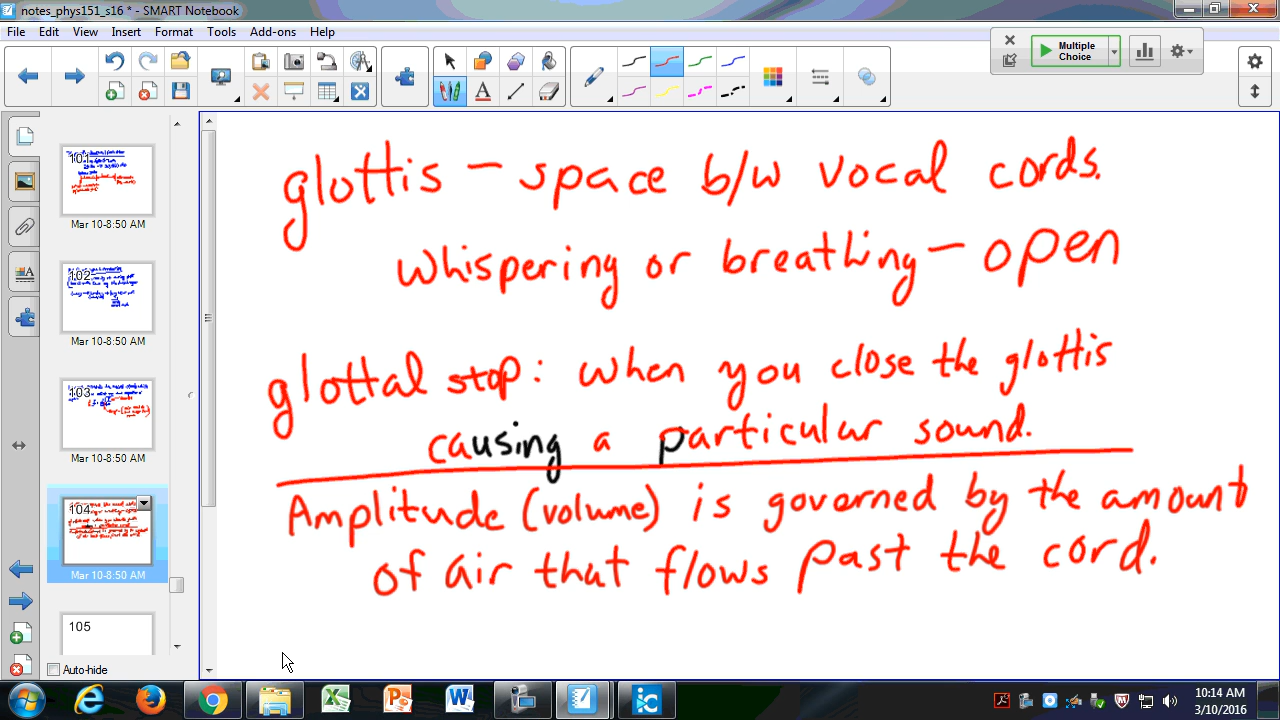 notes_phys151_s16 * - SMART Notebook
File Edit View Insert Format Tools Add-ons Help
Multiple Choice
101
Mar 10-8:50 AM
102
Mar 10-8:50 AM
103
Mar 10-8:50 AM
104
Mar 10-8:50 AM
105
Auto-hide
glottis - space b/w vocal cords.
whispering or breathing - open
glottal stop: when you close the glottis
causing a particular sound.
Amplitude (volume) is governed by the amount
of air that flows past the cord.
10:14 AM
3/10/2016